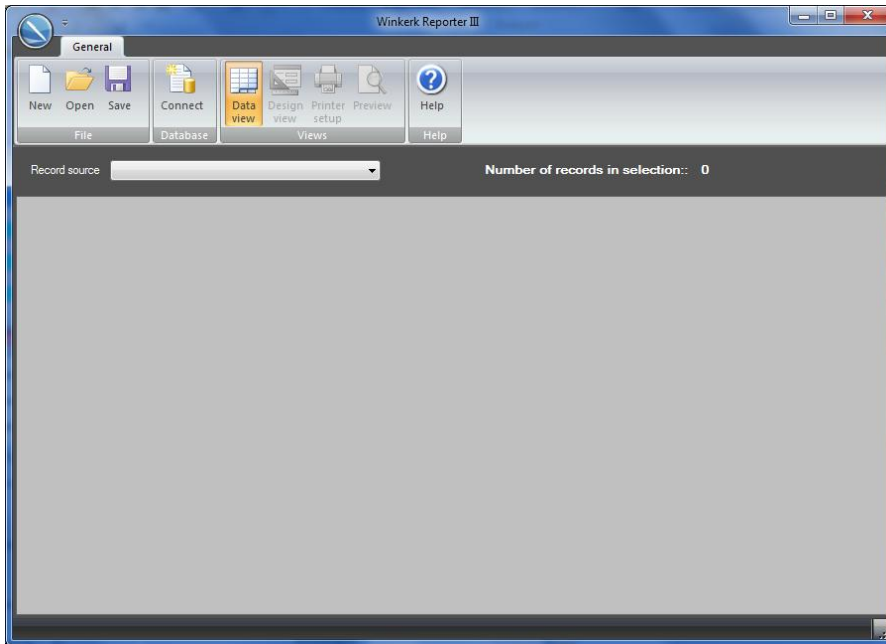 Winkerk Reporter III
General
New Open Save Connect Data view Design view Printer setup Preview Help
File Database Views Help
Record source Number of records in selection:: 0